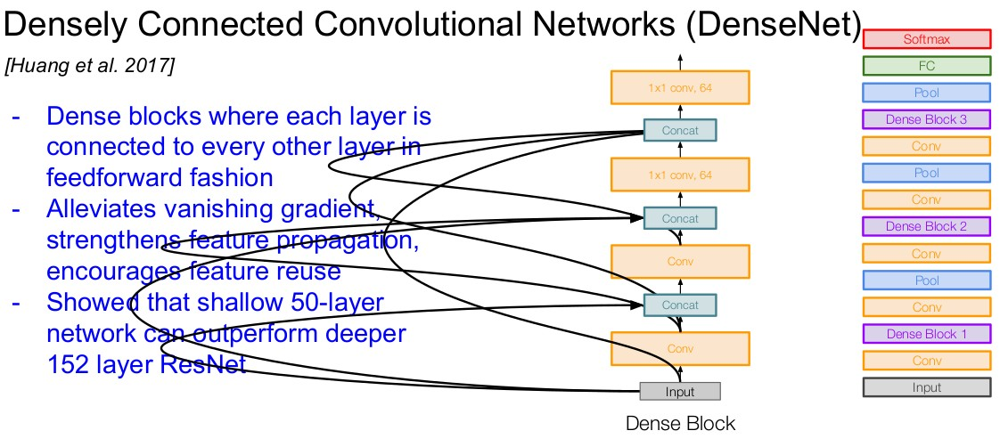 Densely Connected Convolutional Networks (DenseNet)
[Huang et al. 2017]
- Dense blocks where each layer is
connected to every other layer in
feedforward fashion
- Alleviates vanishing gradient,
strengthens feature propagation,
encourages feature reuse
- Showed that shallow 50-layer
network can outperform deeper
152 layer ResNet
1x1 conv, 64
Concat
1x1 conv, 64
Concat
Conv
Concat
Conv
Input
Dense Block
Softmax
FC
Pool
Dense Block 3
Conv
Pool
Conv
Dense Block 2
Conv
Pool
Conv
Dense Block 1
Conv
Input